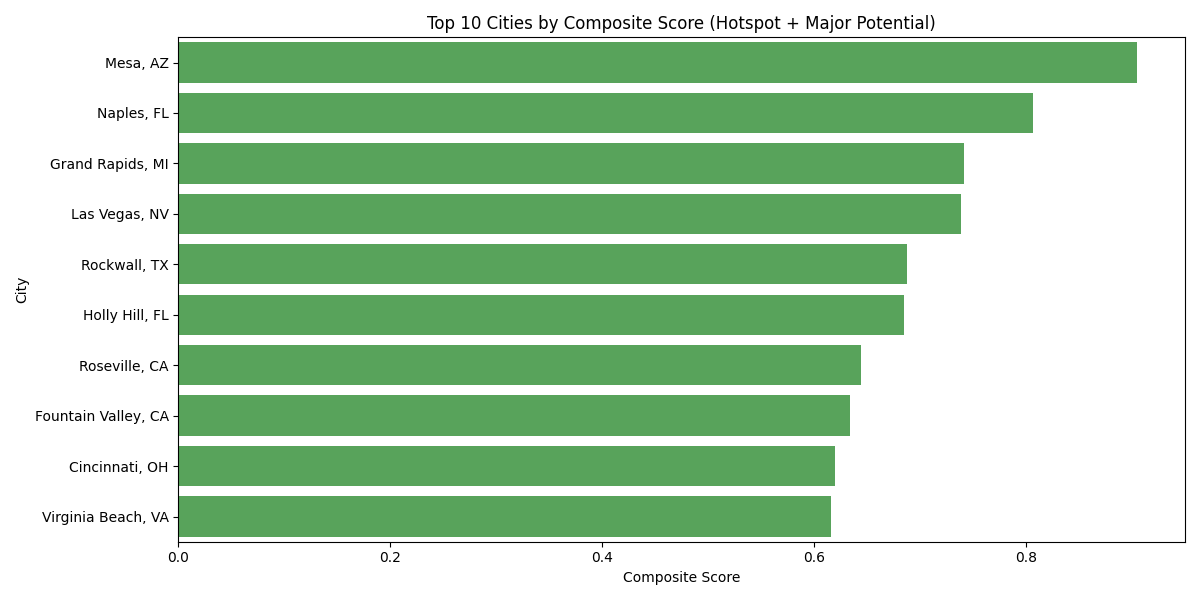 Top 10 Cities by Composite Score (Hotspot + Major Potential)
City
Mesa, AZ
Naples, FL
Grand Rapids, MI
Las Vegas, NV
Rockwall, TX
Holly Hill, FL
Roseville, CA
Fountain Valley, CA
Cincinnati, OH
Virginia Beach, VA
0.0 0.2 0.4 0.6 0.8
Composite Score